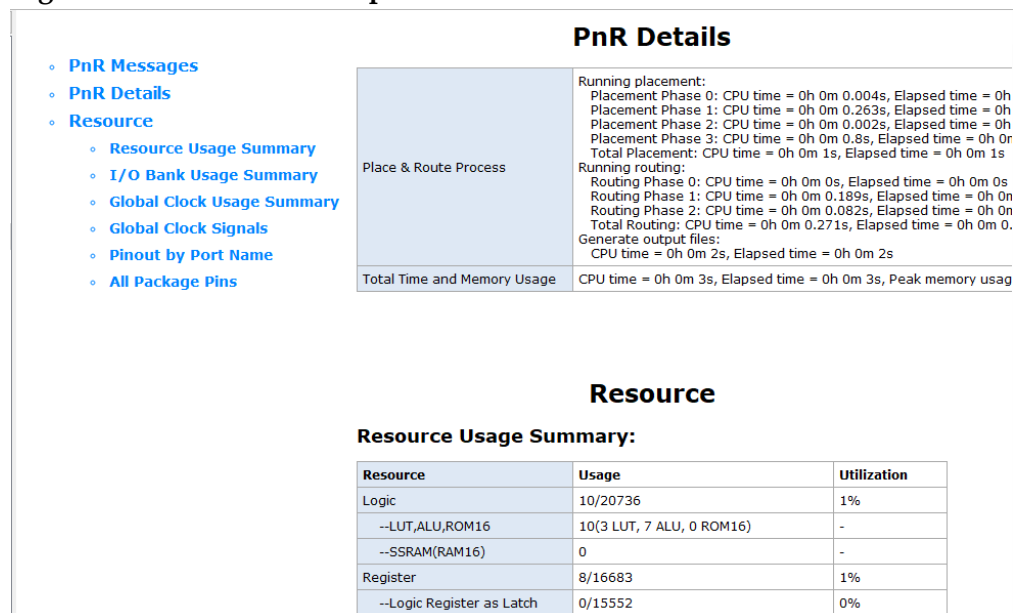 PnR Messages
PnR Details
Resource
Resource Usage Summary
I/O Bank Usage Summary
Global Clock Usage Summary
Global Clock Signals
Pinout by Port Name
All Package Pins
PnR Details
Place & Route Process
Running placement:
Placement Phase 0: CPU time = 0h 0m 0.004s, Elapsed time = 0h
Placement Phase 1: CPU time = 0h 0m 0.263s, Elapsed time = 0h
Placement Phase 2: CPU time = 0h 0m 0.002s, Elapsed time = 0h
Placement Phase 3: CPU time = 0h 0m 0.8s, Elapsed time = 0h
Total Placement: CPU time = 0h 0m 1s, Elapsed time = 0h 0m 1s
Running routing:
Routing Phase 0: CPU time = 0h 0m 0s, Elapsed time = 0h 0m 0s
Routing Phase 1: CPU time = 0h 0m 0.189s, Elapsed time = 0h
Routing Phase 2: CPU time = 0h 0m 0.082s, Elapsed time = 0h
Total Routing: CPU time = 0h 0m 0.271s, Elapsed time = 0h 0m 0.
Generate output files:
CPU time = 0h 0m 2s, Elapsed time = 0h 0m 2s
Total Time and Memory Usage CPU time = 0h 0m 3s, Elapsed time = 0h 0m 3s, Peak memory usag
Resource
Resource Usage Summary:
Resource Usage Utilization
Logic 10/20736 1%
--LUT,ALU,ROM16 10(3 LUT, 7 ALU, 0 ROM16) -
--SSRAM(RAM16) 0 -
Register 8/16683 1%
--Logic Register as Latch 0/15552 0%